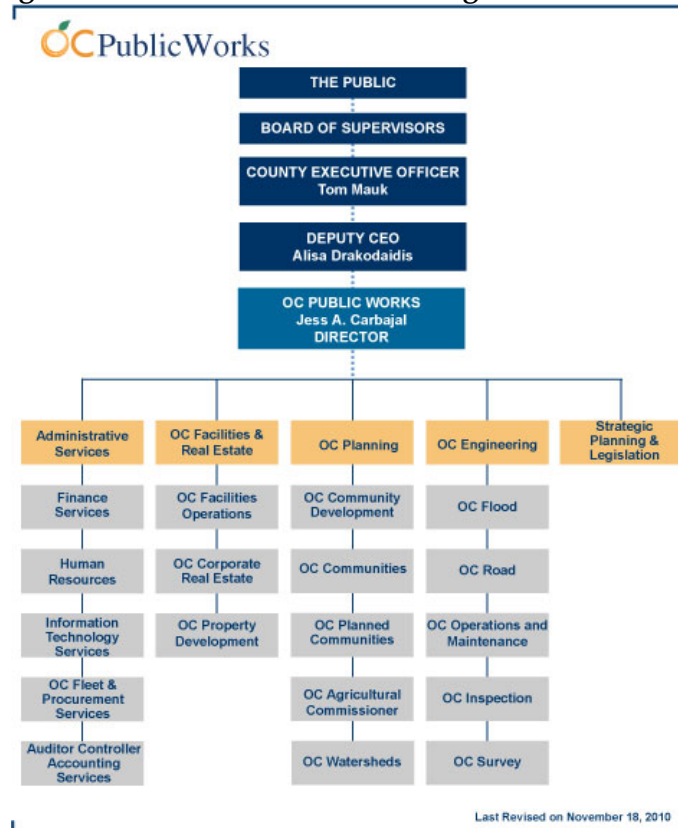 OCPublicWorks
THE PUBLIC
BOARD OF SUPERVISORS
COUNTY EXECUTIVE OFFICER
Tom Mauk
DEPUTY CEO
Alisa Drakodaidis
OC PUBLIC WORKS
Jess A. Carbajal
DIRECTOR
Administrative
Services
Finance
Services
Human
Resources
Information
Technology
Services
OC Fleet &
Procurement
Services
Auditor Controller
Accounting
Services
OC Facilities &
Real Estate
OC Facilities
Operations
OC Corporate
Real Estate
OC Property
Development
OC Planning
OC Community
Development
OC Communities
OC Planned
Communities
OC Agricultural
Commissioner
OC Watersheds
OC Engineering
OC Flood
OC Road
OC Operations and
Maintenance
OC Inspection
OC Survey
Strategic
Planning &
Legislation
Last Revised on November 18, 2010